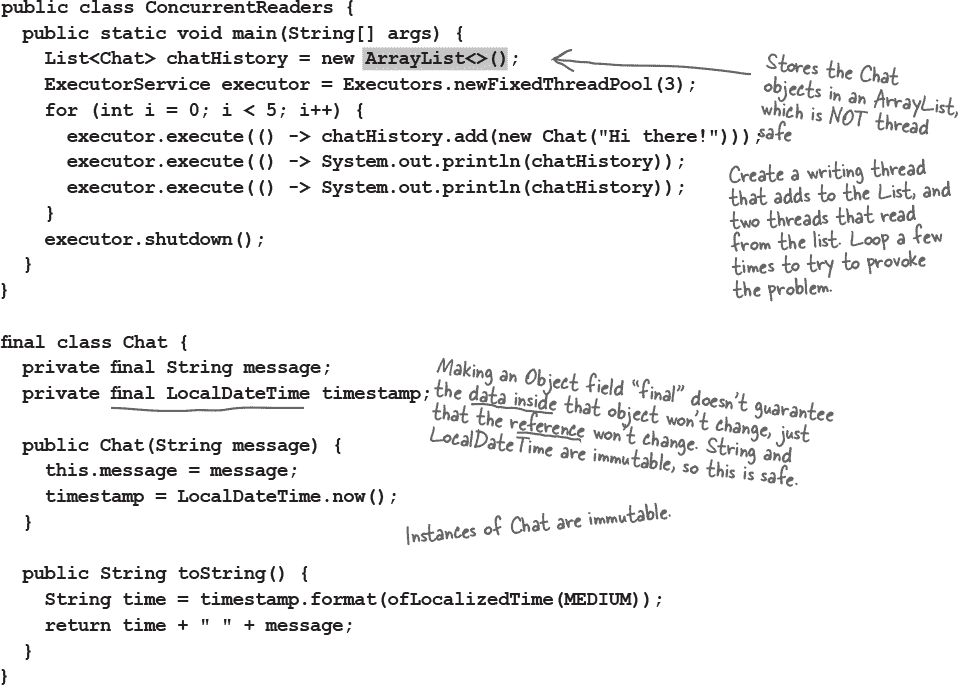 public class ConcurrentReaders {
public static void main(String[] args) {
List<Chat> chatHistory = new ArrayList<>();
ExecutorService executor = Executors.newFixedThreadPool(3);
for (int i = 0; i < 5; i++) {
executor.execute(() -> chatHistory.add(new Chat("Hi there!")));
executor.execute(() -> System.out.println(chatHistory));
executor.execute(() -> System.out.println(chatHistory));
}
executor.shutdown();
}
}
Stores the Chat
objects in an ArrayList,
which is NOT thread
safe
Create a writing thread
that adds to the List, and
two threads that read
from the list. Loop a few
times to try to provoke
the problem.
final class Chat {
private final String message;
private final LocalDateTime timestamp;
Making an Object field "final" doesn't guarantee
the data inside that object won't change, just
that the reference won't change. String and
LocalDateTime are immutable, so this is safe.
public Chat(String message) {
this.message = message;
timestamp = LocalDateTime.now();
}
Instances of Chat are immutable.
public String toString() {
String time = timestamp.format(ofLocalizedTime(MEDIUM));
return time + " " + message;
}
}